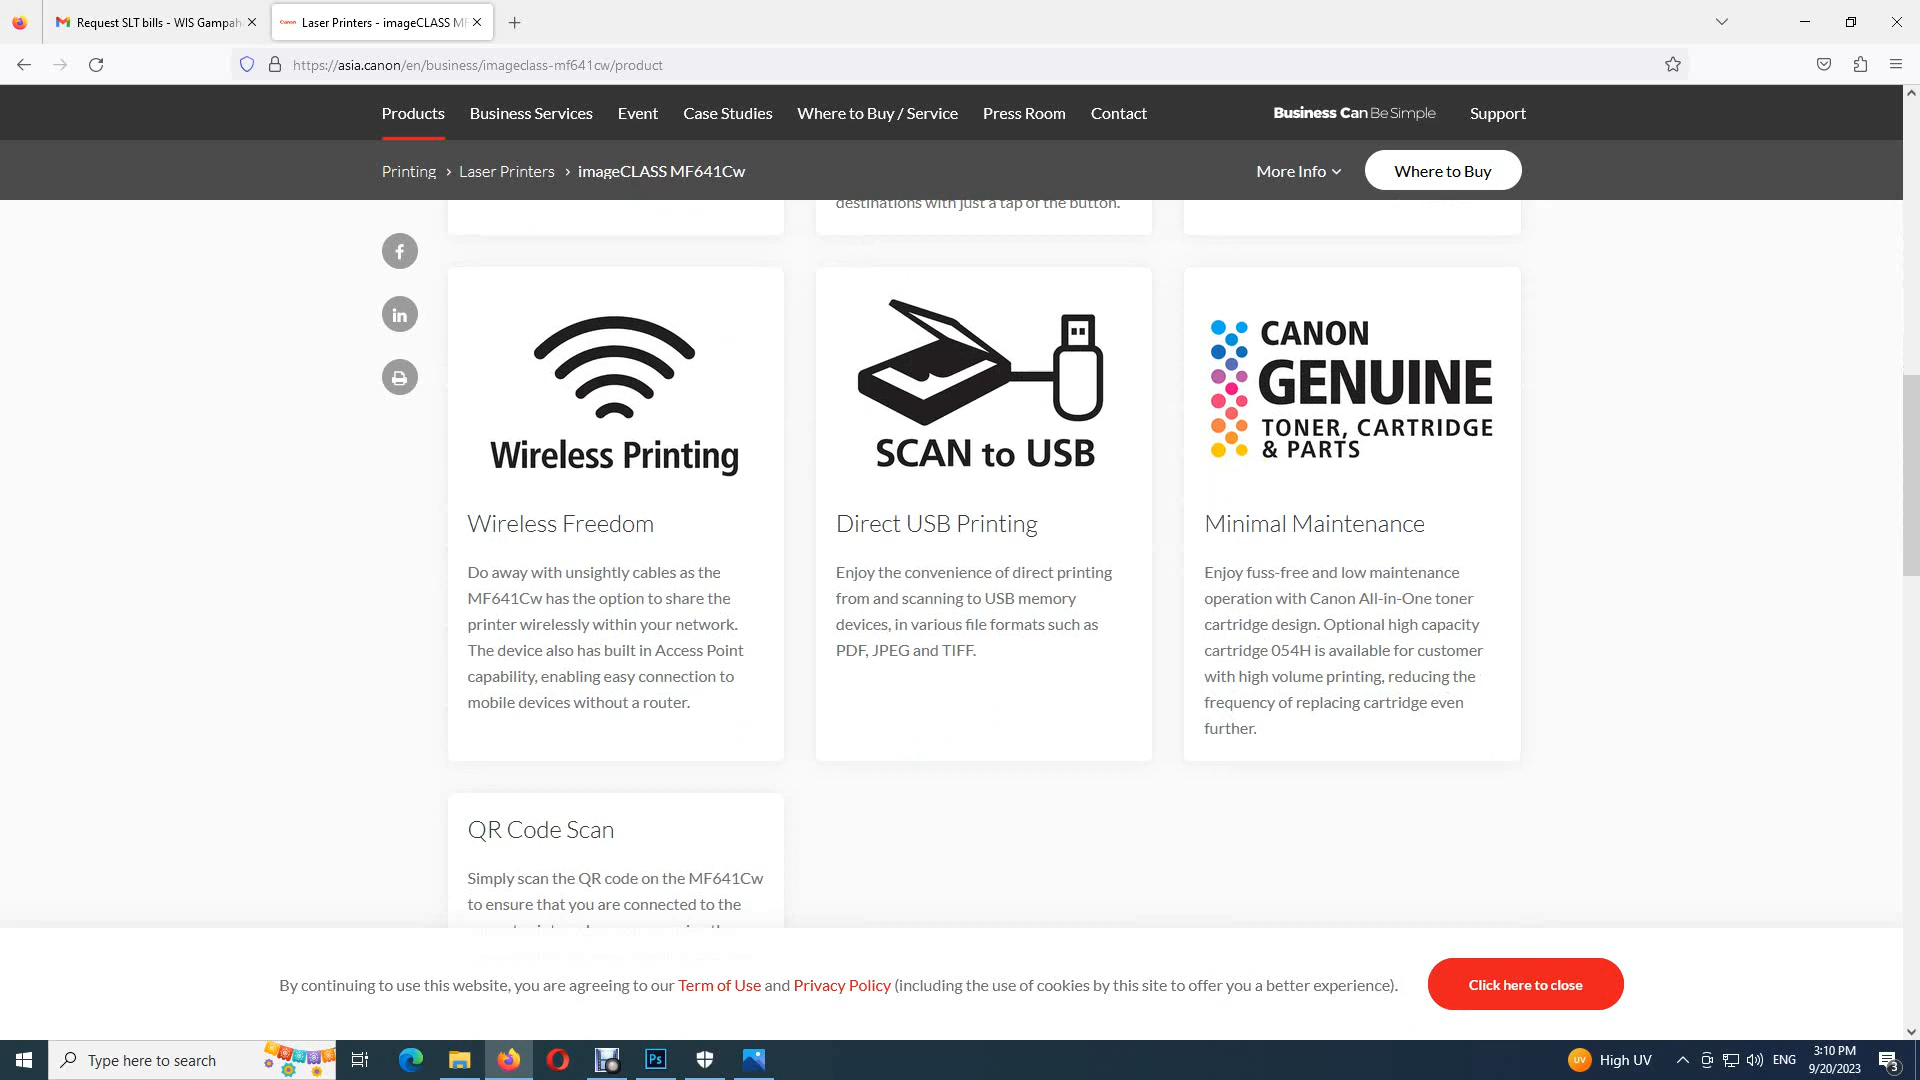 Request SLT bills - WIS Gampah
Laser Printers - imageCLASS MF
https://asia.canon/en/business/imageclass-mf641cw/product
Products
Business Services
Event
Case Studies
Where to Buy / Service
Press Room
Contact
Business Can Be Simple
Support
Printing › Laser Printers › imageCLASS MF641Cw
More Info
Where to Buy
destinations with just a tap of the button.
Wireless Printing
Wireless Freedom
Do away with unsightly cables as the
MF641Cw has the option to share the
printer wirelessly within your network.
The device also has built in Access Point
capability, enabling easy connection to
mobile devices without a router.
SCAN to USB
Direct USB Printing
Enjoy the convenience of direct printing
from and scanning to USB memory
devices, in various file formats such as
PDF, JPEG and TIFF.
CANON
GENUINE
TONER, CARTRIDGE
& PARTS
Minimal Maintenance
Enjoy fuss-free and low maintenance
operation with Canon All-in-One toner
cartridge design. Optional high capacity
cartridge 054H is available for customer
with high volume printing, reducing the
frequency of replacing cartridge even
further.
QR Code Scan
Simply scan the QR code on the MF641Cw
to ensure that you are connected to the
By continuing to use this website, you are agreeing to our Term of Use and Privacy Policy (including the use of cookies by this site to offer you a better experience).
Click here to close
Type here to search
Ps
UV
High UV
ENG
3:10 PM
9/20/2023
3